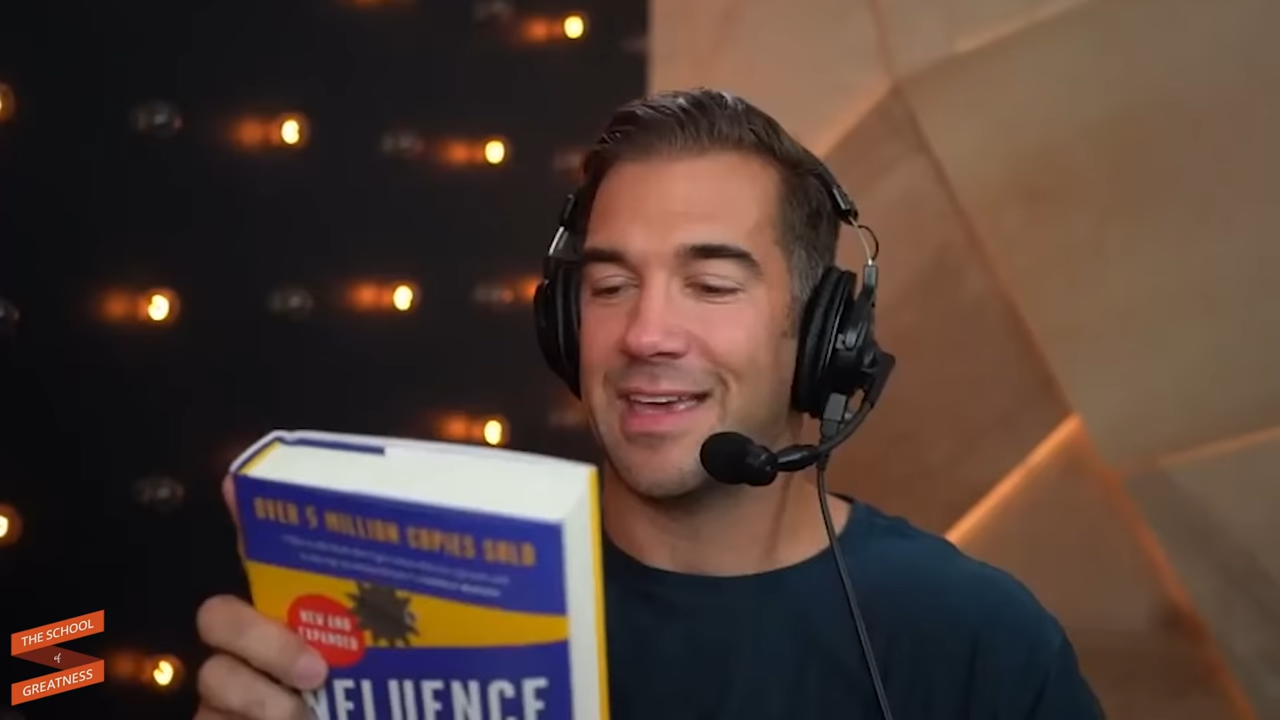 OVER 5 MILLION COPIES SOLD
NEW AND
EXPANDED
NFLUENCE
THE SCHOOL
of
GREATNESS